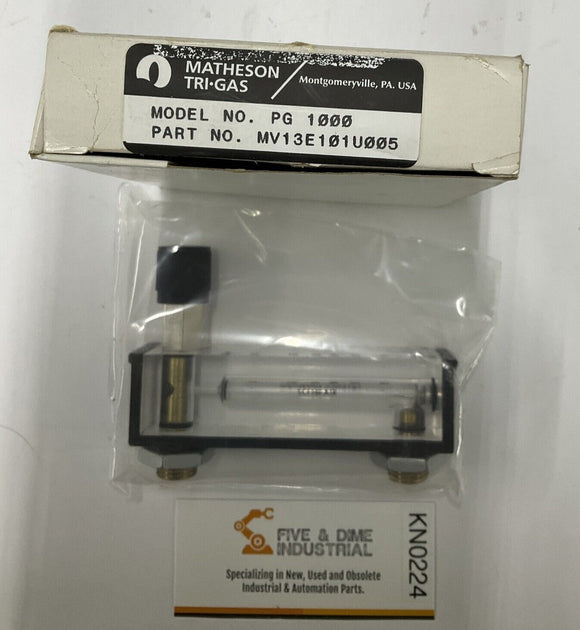 MATHESON
TRI•GAS
Montgomeryville, PA. USA
MODEL NO. PG 1000
PART NO. MV13E101U005
FIVE & DIME
INDUSTRIAL
Specializing in New, Used and Obsolete
Industrial & Automation Parts.
KN0224